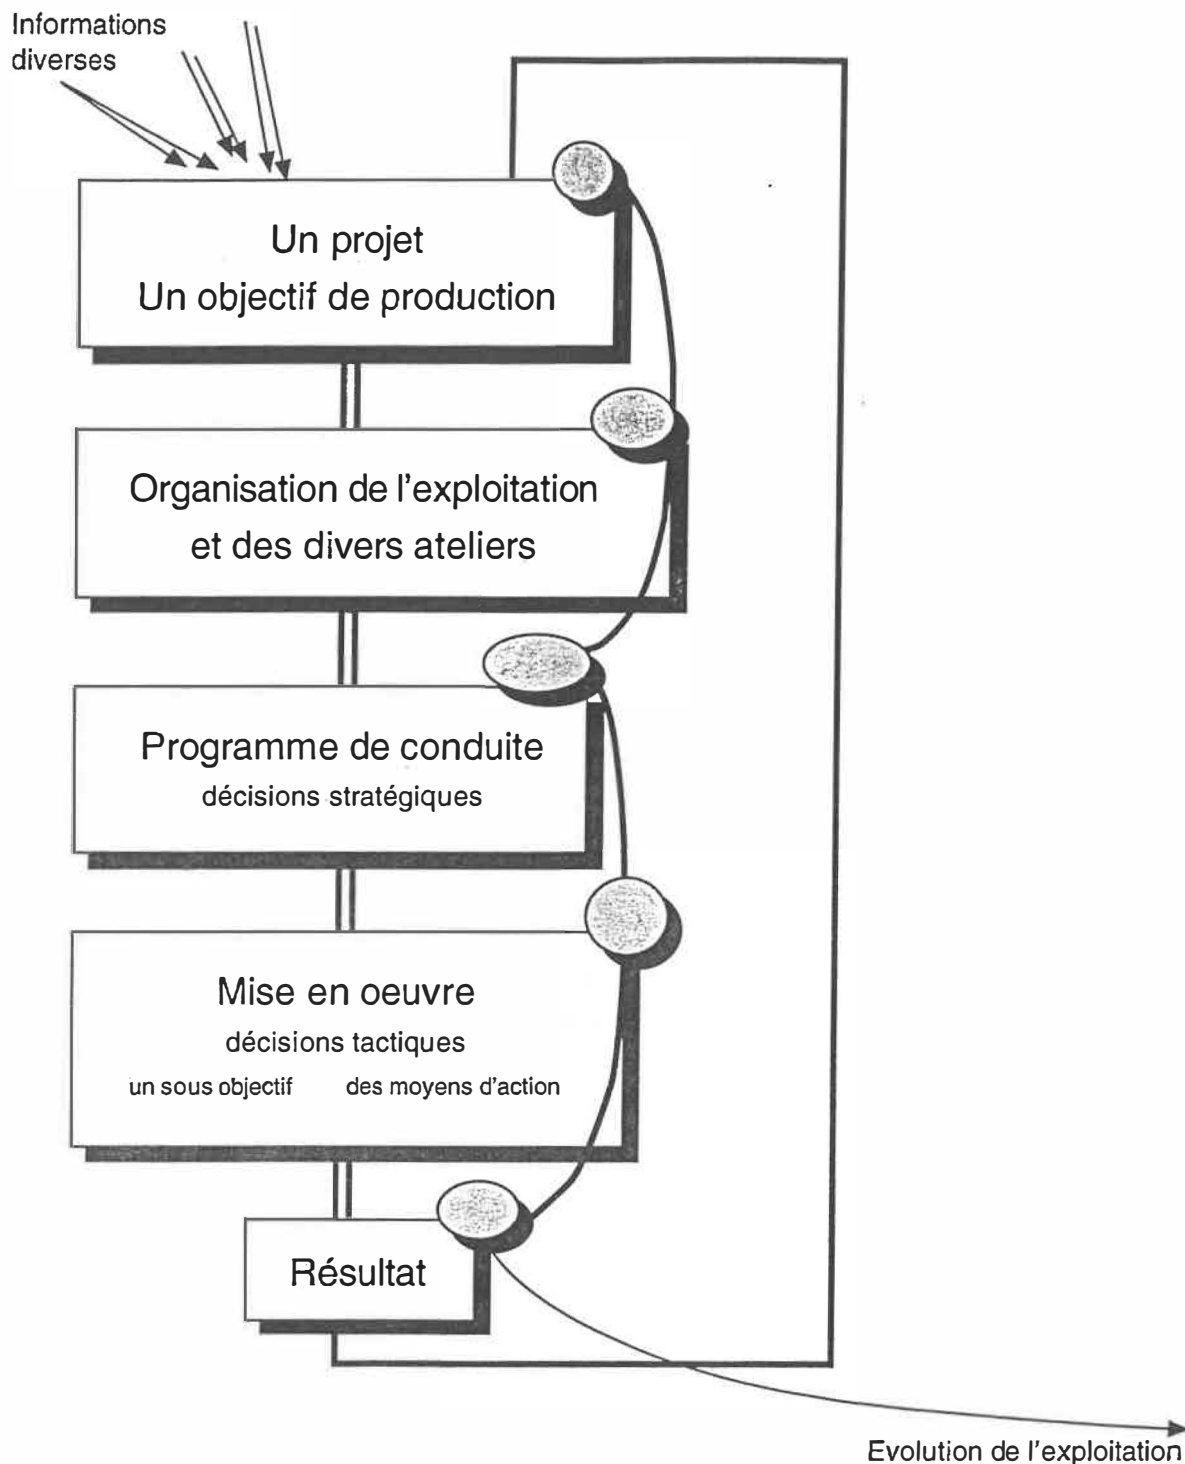 Informations
diverses
Un projet
Un objectif de production
Organisation de l'exploitation
et des divers ateliers
Programme de conduite
décisions stratégiques
Mise en oeuvre
décisions tactiques
un sous objectif des moyens d'action
Résultat
Evolution de l'exploitation